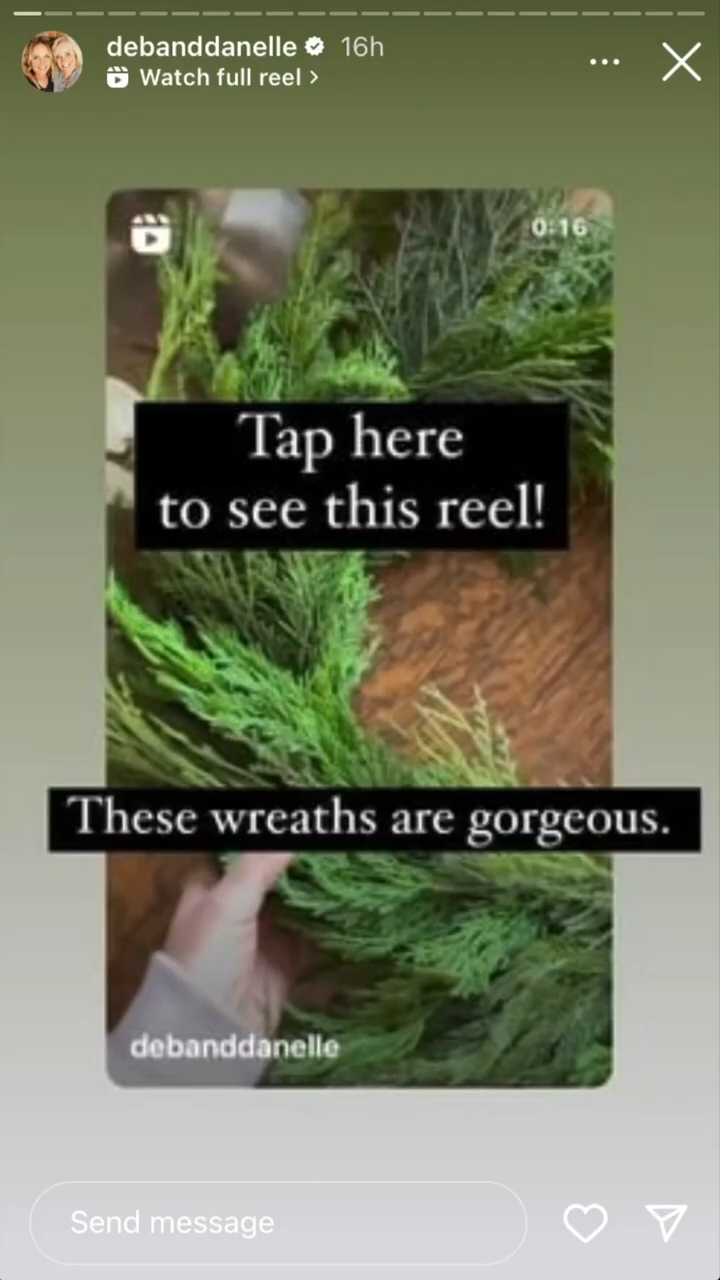 debanddanelle 16h
Watch full reel >
0:16
Tap here
to see this reel!
These wreaths are gorgeous.
debanddanelle
Send message